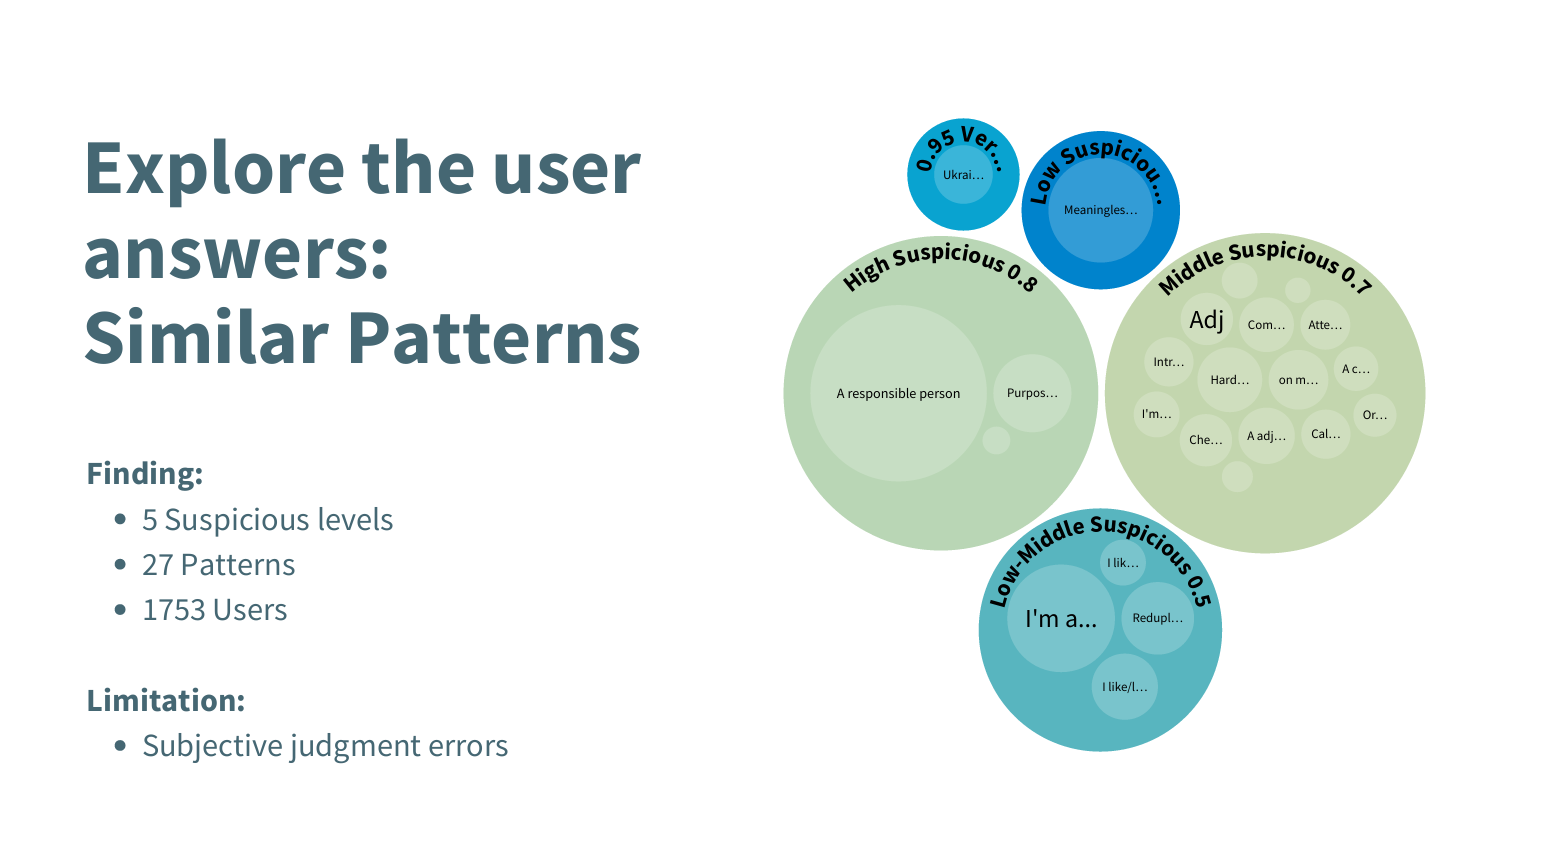 Explore the user
answers:
Similar Patterns
Finding:
• 5 Suspicious levels
• 27 Patterns
• 1753 Users
Limitation:
• Subjective judgment errors
0.95 Ver...
Ukrai...
Low Suspiciou...
Meaningles...
High Suspicious 0.8
A responsible person
Purpos...
Middle Suspicious 0.7
Adj
Com...
Atte...
Intr...
Hard...
on m...
A c...
I'm...
Che...
A adj...
Cal...
Or...
Low-Middle Suspicious 0.5
I lik...
I'm a...
Redupl...
I like/l...